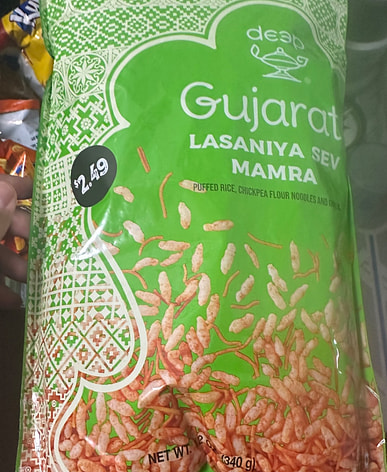 deep
Gujarat
LASANIYA SEV
MAMRA
PUFFED RICE, CHICKPEA FLOUR NOODLES AND
$2.49
NET WT.
(340 g)